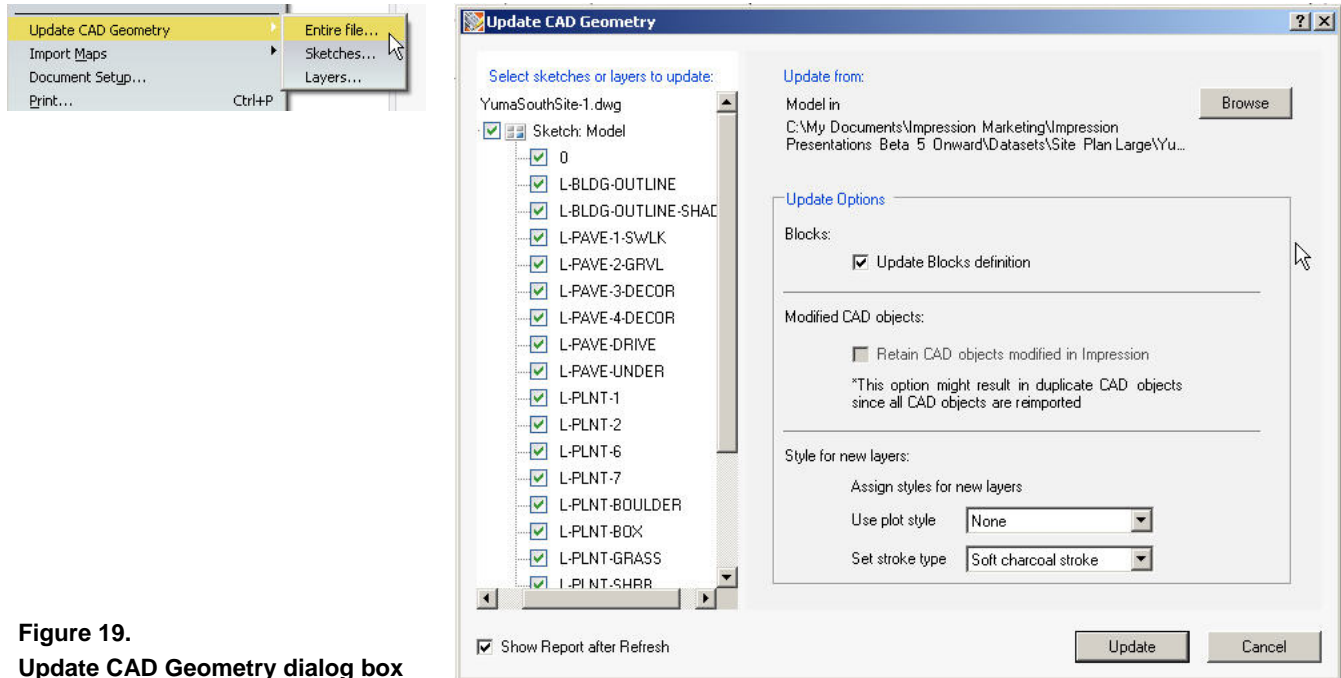 Update CAD Geometry
Entire file...
Import Maps
Sketches...
Document Setup...
Layers...
Print... Ctrl+P
Update CAD Geometry
Select sketches or layers to update:
YumaSouthSite-1.dwg
Sketch: Model
0
L-BLDG-OUTLINE
L-BLDG-OUTLINE-SHAD
L-PAVE-1-SWLK
L-PAVE-2-GRVL
L-PAVE-3-DECOR
L-PAVE-4-DECOR
L-PAVE-DRIVE
L-PAVE-UNDER
L-PLNT-1
L-PLNT-2
L-PLNT-6
L-PLNT-7
L-PLNT-BOULDER
L-PLNT-BOX
L-PLNT-GRASS
L-PLNT-SHRB
Update from:
Model in
Browse
C:\My Documents\Impression Marketing\Impression
Presentations Beta 5 Onward\Datasets\Site Plan Large\Yu...
Update Options
Blocks:
Update Blocks definition
Modified CAD objects:
Retain CAD objects modified in Impression
*This option might result in duplicate CAD objects
since all CAD objects are reimported
Style for new layers:
Assign styles for new layers
Use plot style None
Set stroke type Soft charcoal stroke
Show Report after Refresh
Update
Cancel
Figure 19.
Update CAD Geometry dialog box